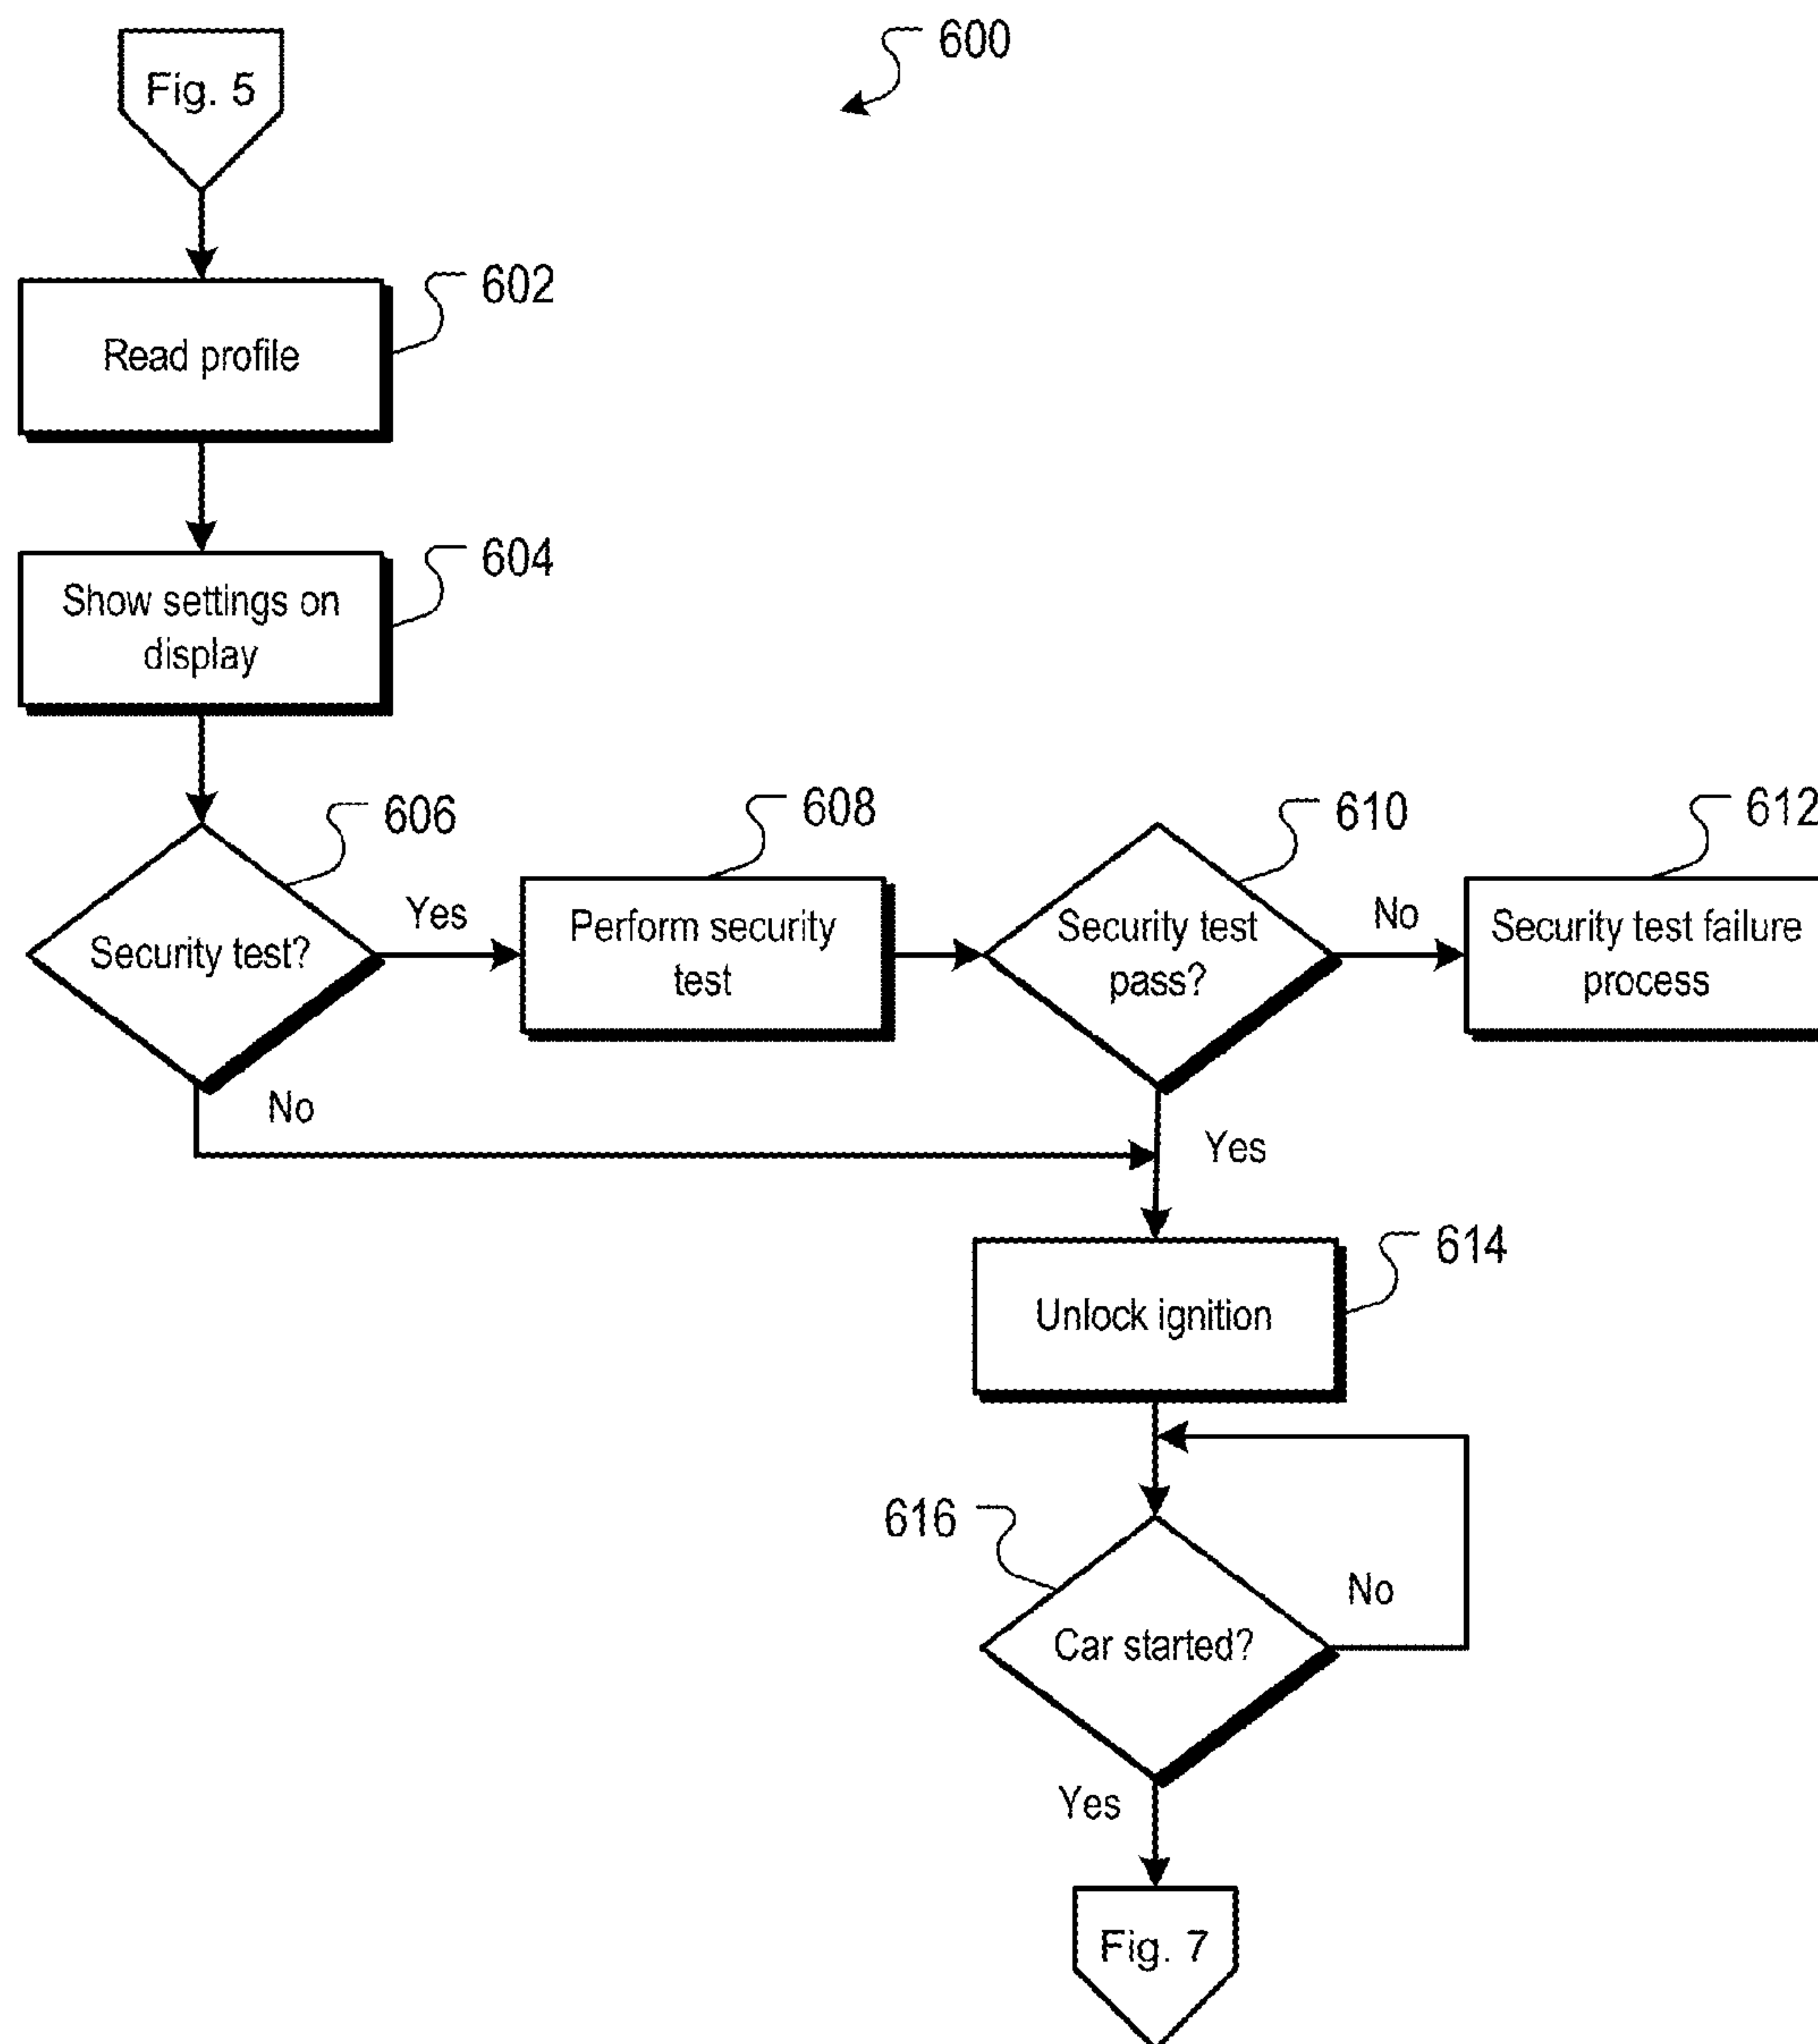 600
Fig. 5
602
Read profile
604
Show settings on
display
606
608
610
612
Security test?
Yes
Perform security
test
Security test
pass?
No
Security test failure
process
No
Yes
614
Unlock ignition
616
No
Car started?
Yes
Fig. 7